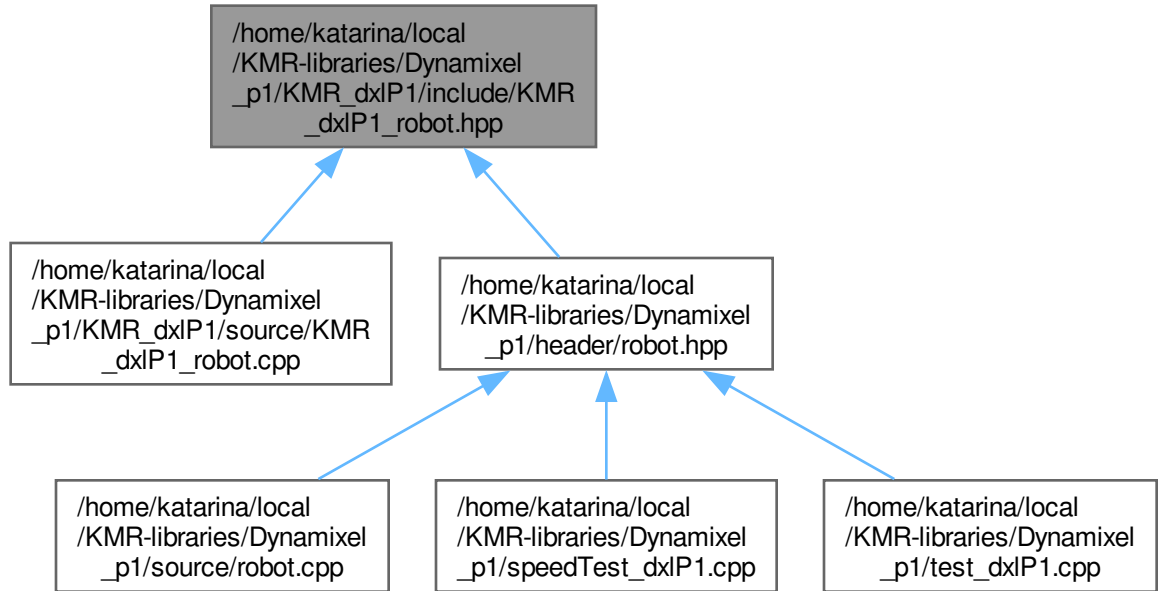 /home/katarina/local
/KMR-libraries/Dynamixel
_p1/KMR_dxlP1/include/KMR
_dxlP1_robot.hpp
/home/katarina/local
/KMR-libraries/Dynamixel
_p1/KMR_dxlP1/source/KMR
_dxlP1_robot.cpp
/home/katarina/local
/KMR-libraries/Dynamixel
_p1/header/robot.hpp
/home/katarina/local
/KMR-libraries/Dynamixel
_p1/source/robot.cpp
/home/katarina/local
/KMR-libraries/Dynamixel
_p1/speedTest_dxlP1.cpp
/home/katarina/local
/KMR-libraries/Dynamixel
_p1/test_dxlP1.cpp